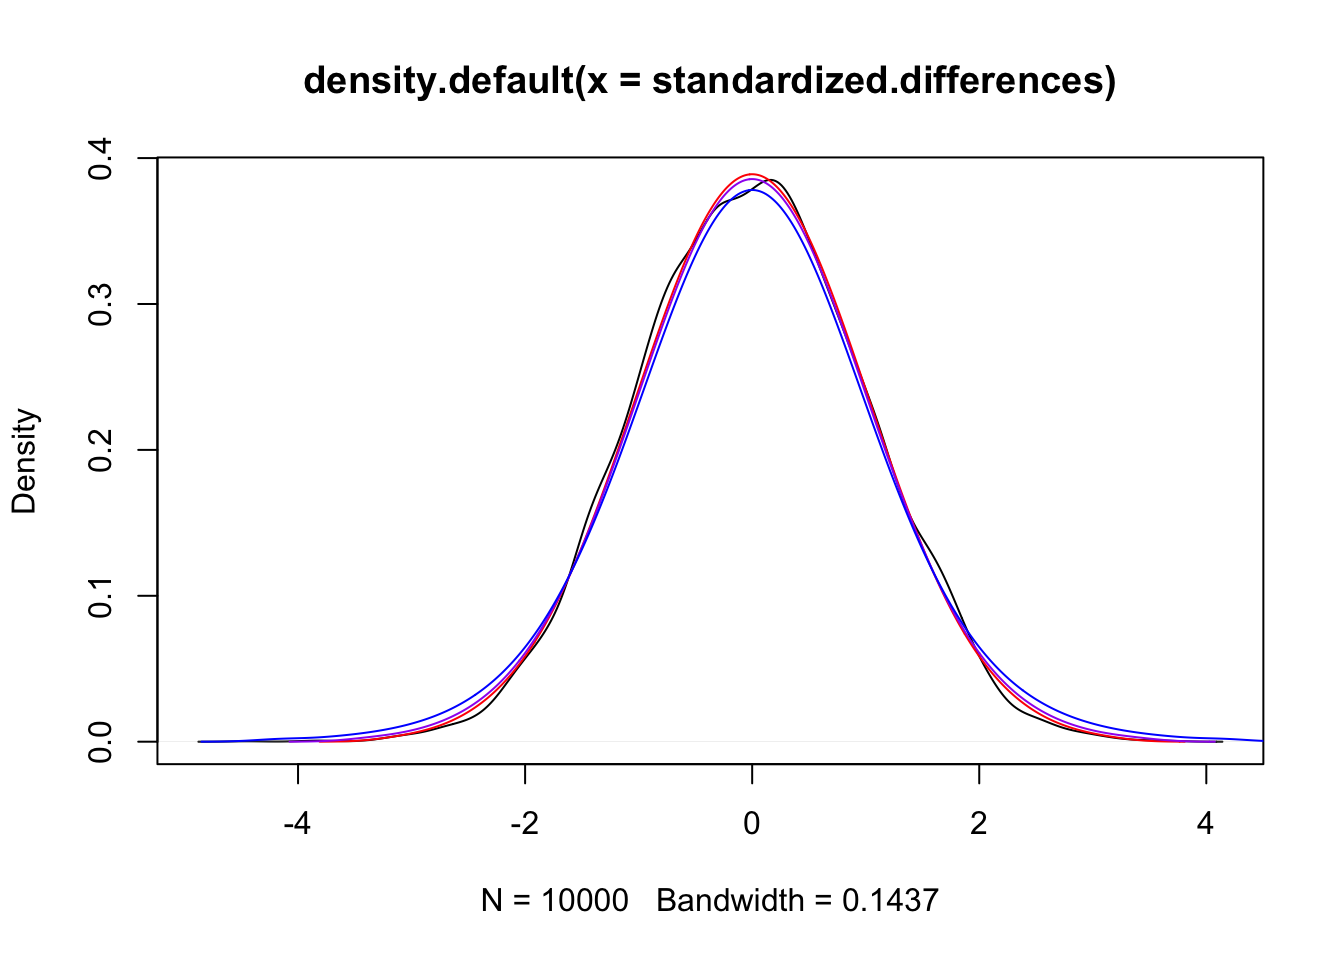 density.default(x = standardized.differences)
0.4
0.3
0.2
0.1
0.0
Density
-4 -2 0 2 4
N = 10000 Bandwidth = 0.1437